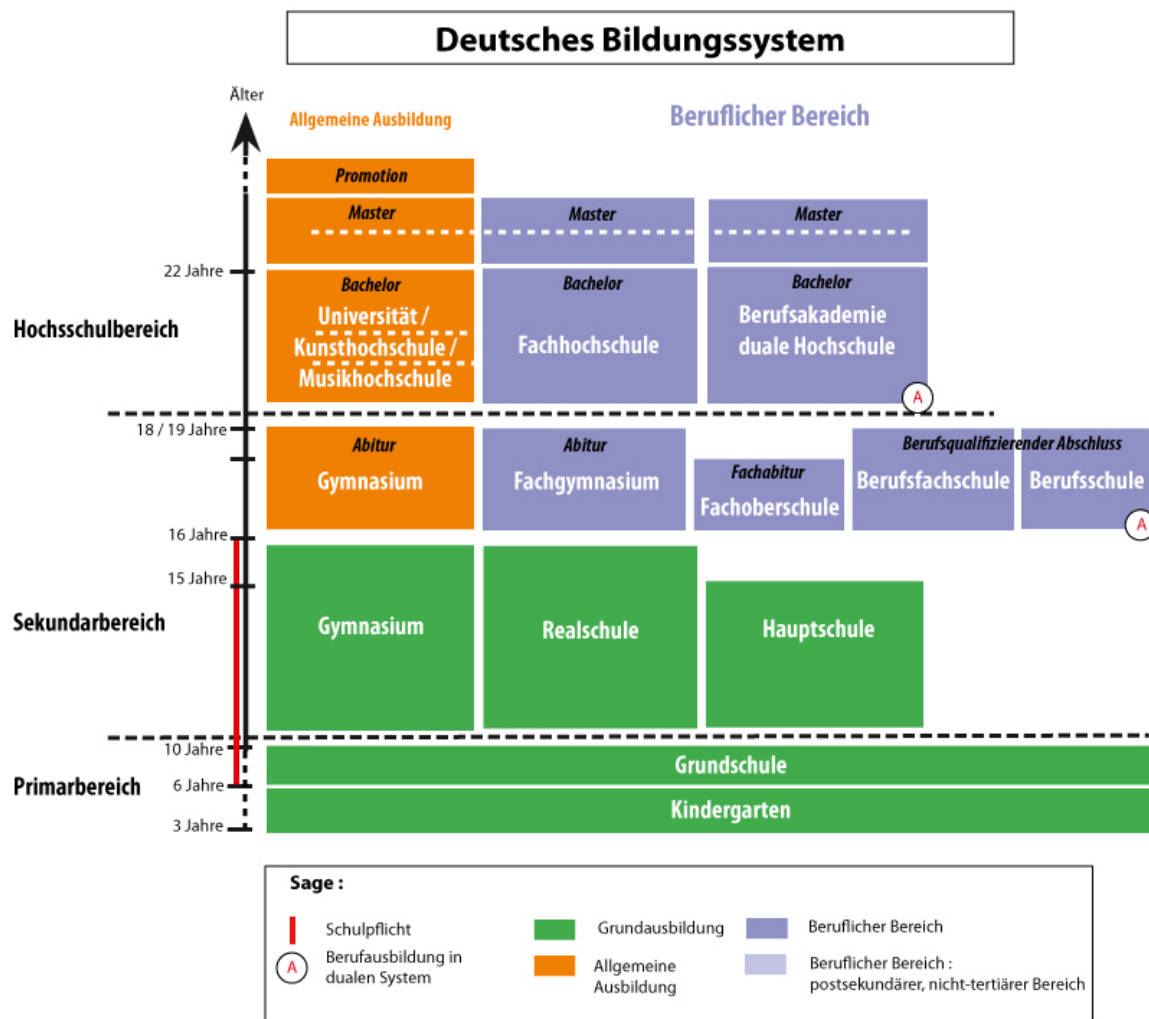 Deutsches Bildungssystem
Älter
Allgemeine Ausbildung
Beruflicher Bereich
Promotion
Master
Master
Master
22 Jahre
Bachelor
Bachelor
Bachelor
Hochsschulbereich
Universität /
Kunsthochschule /
Musikhochschule
Fachhochschule
Berufsakademie
duale Hochschule
A
18 / 19 Jahre
Abitur
Gymnasium
Abitur
Fachgymnasium
Fachabitur
Fachoberschule
Berufsqualifizierender Abschluss
Berufsfachschule
Berufsschule
A
16 Jahre
15 Jahre
Sekundarbereich
Gymnasium
Realschule
Hauptschule
10 Jahre
Grundschule
Primarbereich
6 Jahre
Kindergarten
3 Jahre
Sage :
Schulpflicht
A
Berufausbildung in
dualen System
Grundausbildung
Allgemeine
Ausbildung
Beruflicher Bereich
Beruflicher Bereich :
postsekundärer, nicht-tertiärer Bereich